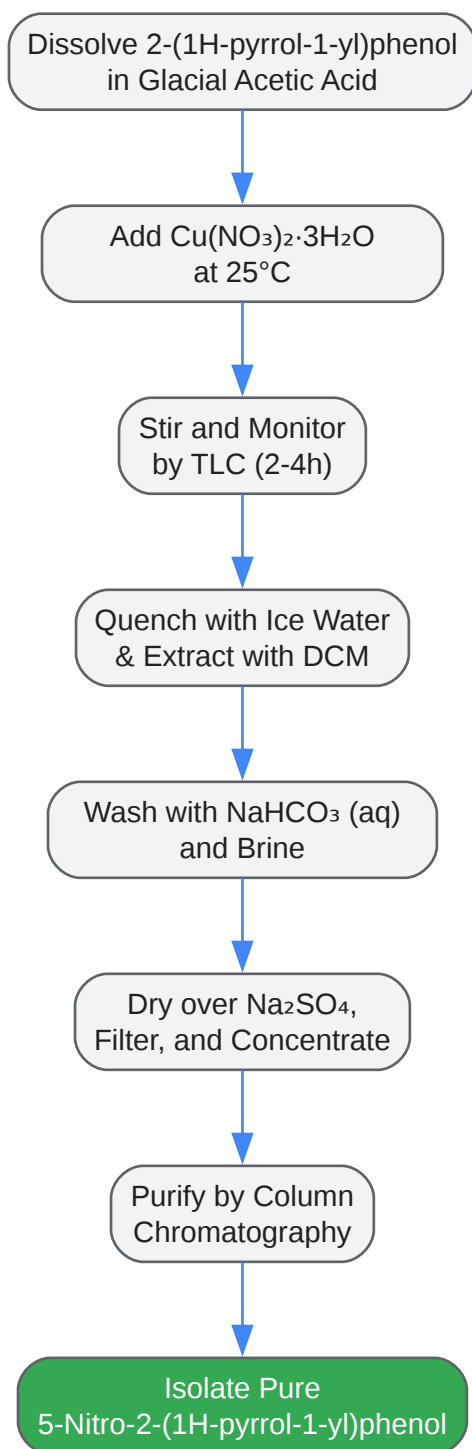 Dissolve 2-(1H-pyrrol-1-yl)phenol
in Glacial Acetic Acid
Add Cu(NO₃)₂·3H₂O
at 25°C
Stir and Monitor
by TLC (2-4h)
Quench with Ice Water
& Extract with DCM
Wash with NaHCO₃ (aq)
and Brine
Dry over Na₂SO₄,
Filter, and Concentrate
Purify by Column
Chromatography
Isolate Pure
5-Nitro-2-(1H-pyrrol-1-yl)phenol